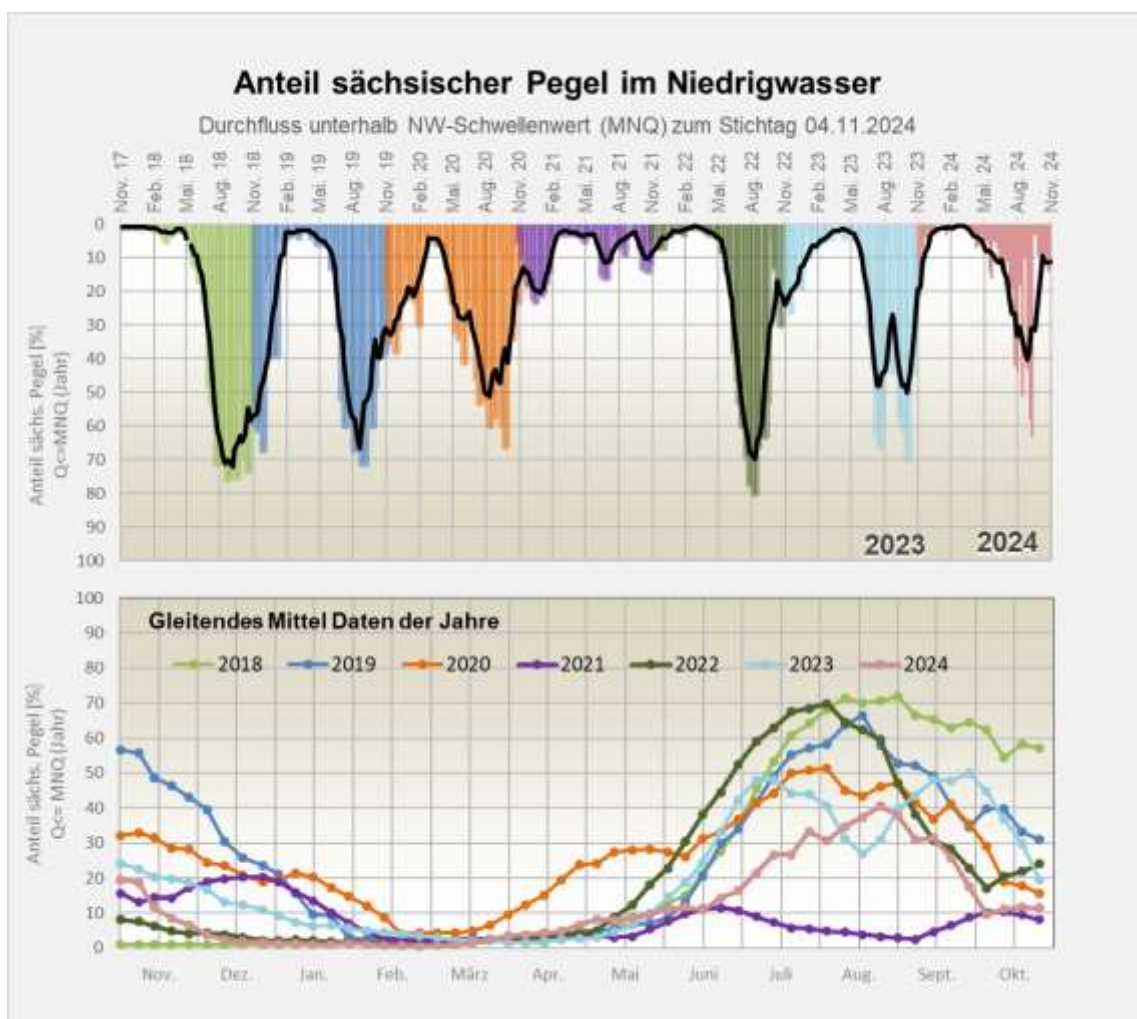 Anteil sächsischer Pegel im Niedrigwasser
Durchfluss unterhalb NW-Schwellenwert (MNQ) zum Stichtag 04.11.2024
Nov. 17 Feb. 18 Mai. 18 Aug. 18 Nov. 18 Feb. 19 Mai. 19 Aug. 19 Nov. 19 Feb. 20 Mai. 20 Aug. 20 Nov. 20 Feb. 21 Mai. 21 Aug. 21 Nov. 21 Feb. 22 Mai. 22 Aug. 22 Nov. 22 Feb. 23 Mai. 23 Aug. 23 Nov. 23 Feb. 24 Mai. 24 Aug. 24 Nov. 24
Anteil sächs. Pegel [%]
Q<=MNQ (Jahr)
0
10
20
30
40
50
60
70
80
90
100
2023 2024
Anteil sächs. Pegel [%]
Q<= MNQ (Jahr)
100
90
80
70
60
50
40
30
20
10
0
Gleitendes Mittel Daten der Jahre
2018 2019 2020 2021 2022 2023 2024
Nov. Dez. Jan. Feb. März Apr. Mai Juni Juli Aug. Sept. Okt.